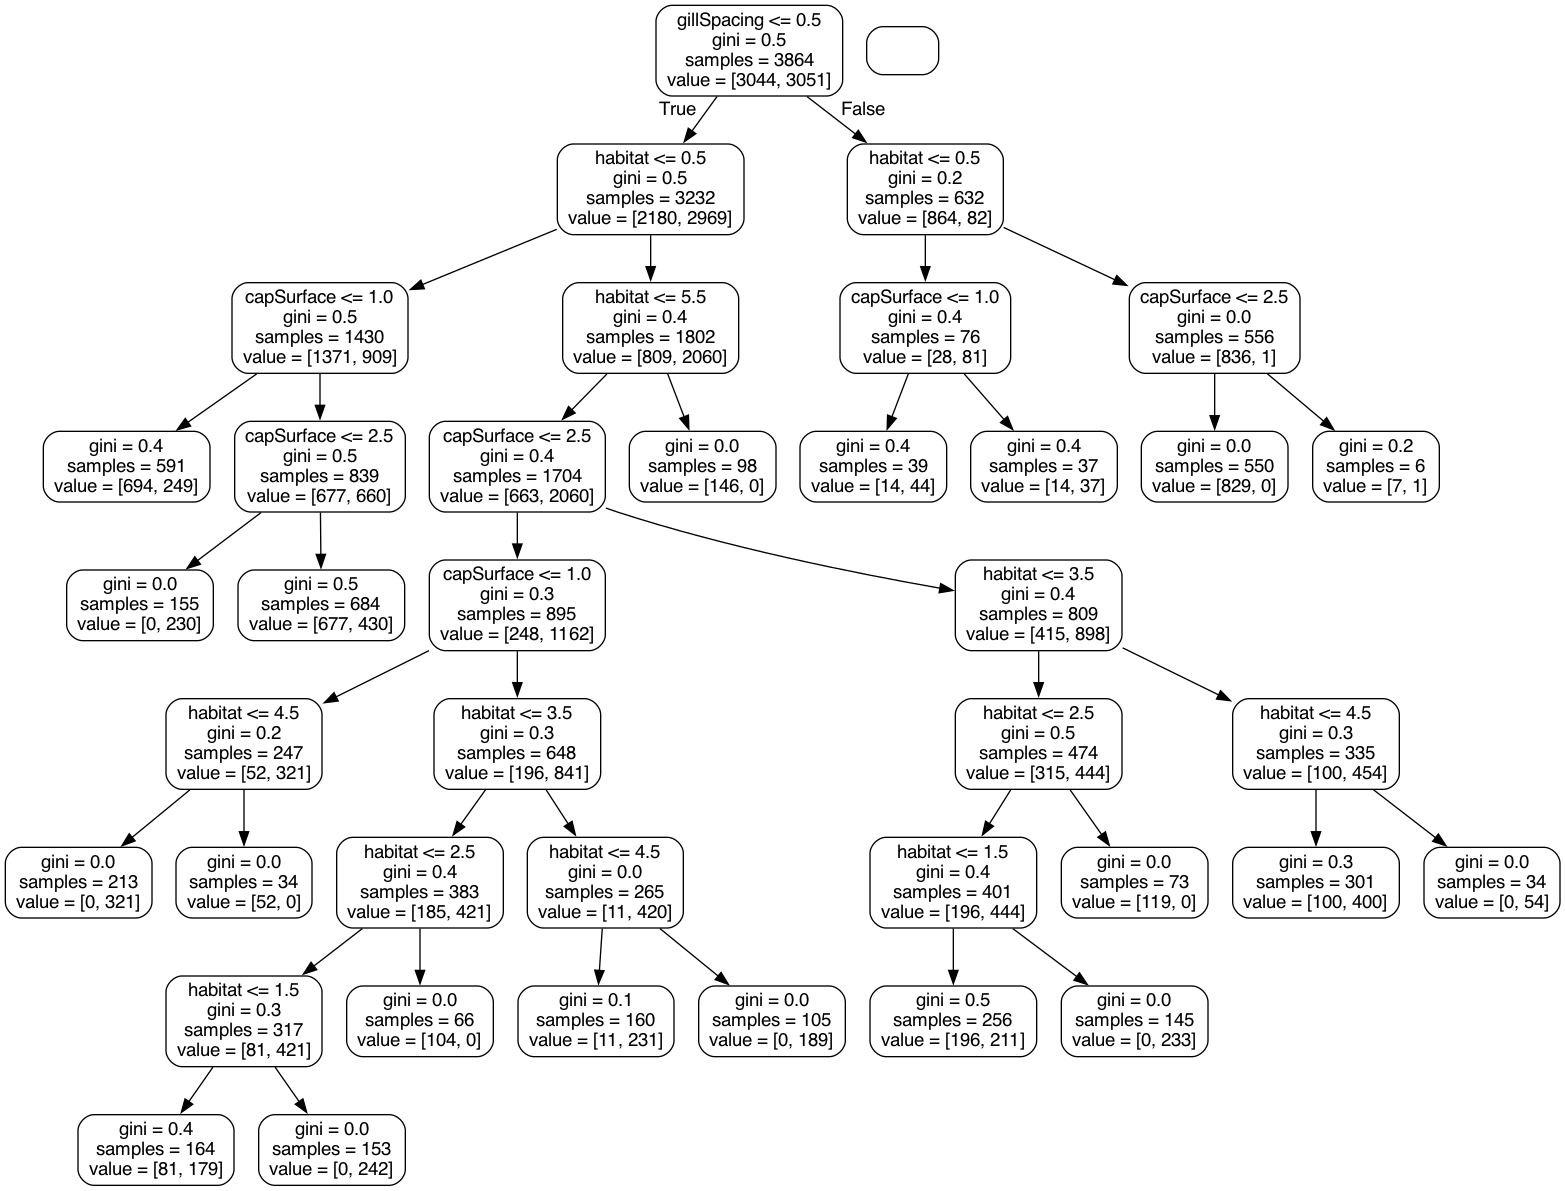 gillSpacing <= 0.5
gini = 0.5
samples = 3864
value = [3044, 3051]
True
False
habitat <= 0.5
gini = 0.5
samples = 3232
value = [2180, 2969]
habitat <= 0.5
gini = 0.2
samples = 632
value = [864, 82]
capSurface <= 1.0
gini = 0.5
samples = 1430
value = [1371, 909]
habitat <= 5.5
gini = 0.4
samples = 1802
value = [809, 2060]
capSurface <= 1.0
gini = 0.4
samples = 76
value = [28, 81]
capSurface <= 2.5
gini = 0.0
samples = 556
value = [836, 1]
gini = 0.4
samples = 591
value = [694, 249]
capSurface <= 2.5
gini = 0.5
samples = 839
value = [677, 660]
capSurface <= 2.5
gini = 0.4
samples = 1704
value = [663, 2060]
gini = 0.0
samples = 98
value = [146, 0]
gini = 0.4
samples = 39
value = [14, 44]
gini = 0.4
samples = 37
value = [14, 37]
gini = 0.0
samples = 550
value = [829, 0]
gini = 0.2
samples = 6
value = [7, 1]
gini = 0.0
samples = 155
value = [0, 230]
gini = 0.5
samples = 684
value = [677, 430]
capSurface <= 1.0
gini = 0.3
samples = 895
value = [248, 1162]
habitat <= 3.5
gini = 0.4
samples = 809
value = [415, 898]
habitat <= 4.5
gini = 0.2
samples = 247
value = [52, 321]
habitat <= 3.5
gini = 0.3
samples = 648
value = [196, 841]
habitat <= 2.5
gini = 0.5
samples = 474
value = [315, 444]
habitat <= 4.5
gini = 0.3
samples = 335
value = [100, 454]
gini = 0.0
samples = 213
value = [0, 321]
gini = 0.0
samples = 34
value = [52, 0]
habitat <= 2.5
gini = 0.4
samples = 383
value = [185, 421]
habitat <= 4.5
gini = 0.0
samples = 265
value = [11, 420]
habitat <= 1.5
gini = 0.4
samples = 401
value = [196, 444]
gini = 0.0
samples = 73
value = [119, 0]
gini = 0.3
samples = 301
value = [100, 400]
gini = 0.0
samples = 34
value = [0, 54]
habitat <= 1.5
gini = 0.3
samples = 317
value = [81, 421]
gini = 0.0
samples = 66
value = [104, 0]
gini = 0.1
samples = 160
value = [11, 231]
gini = 0.0
samples = 105
value = [0, 189]
gini = 0.5
samples = 256
value = [196, 211]
gini = 0.0
samples = 145
value = [0, 233]
gini = 0.4
samples = 164
value = [81, 179]
gini = 0.0
samples = 153
value = [0, 242]